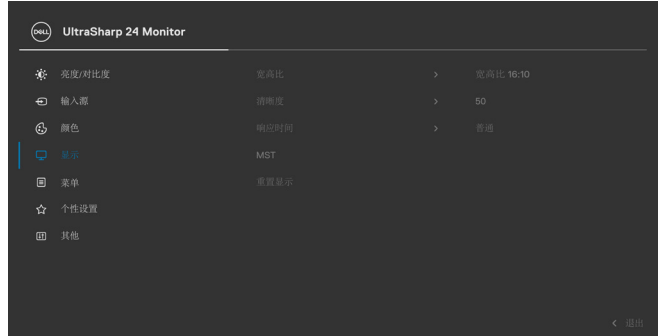 DELL UltraSharp 24 Monitor
亮度/对比度 宽高比 > 宽高比 16:10
输入源 清晰度 > 50
颜色 响应时间 > 普通
显示 MST
菜单 重置显示
个性设置
其他
< 退出